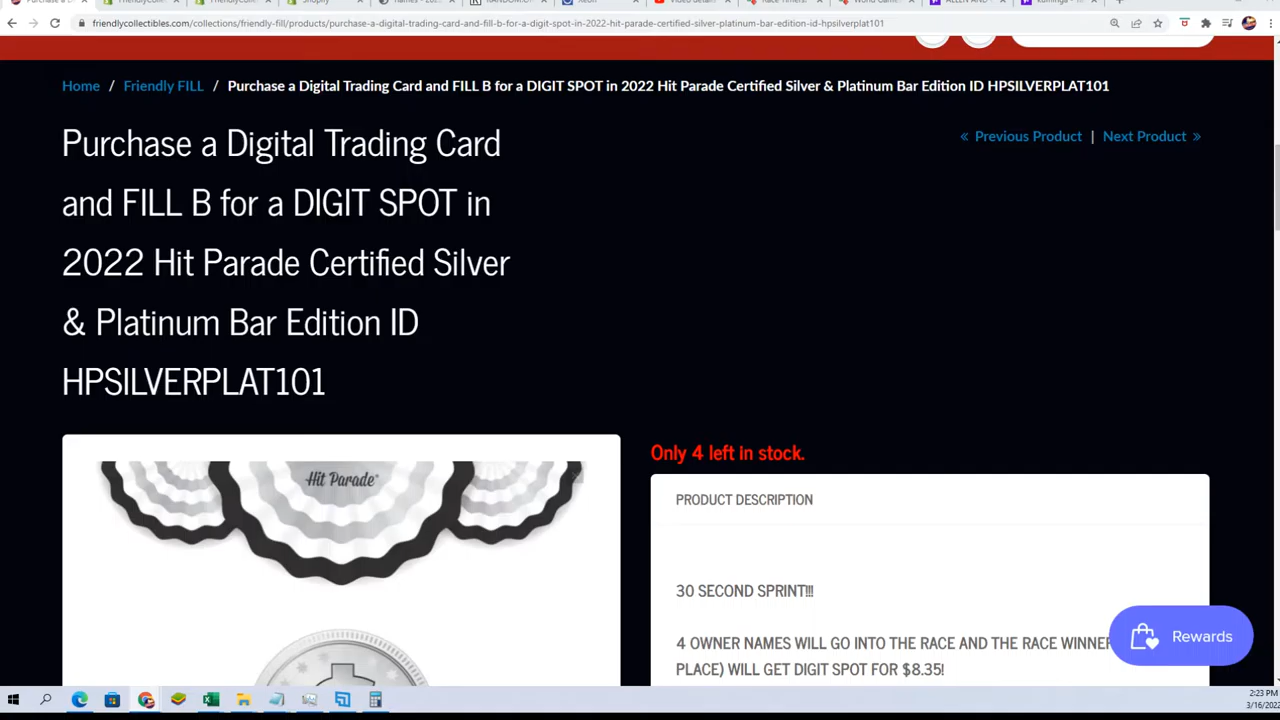 friendlycollectibles.com/collections/friendly-fill/products/purchase-a-digital-trading-card-and-fill-b-for-a-digit-spot-in-2022-hit-parade-certified-silver-platinum-bar-edition-id-hpsilverplat101
Home / Friendly FILL / Purchase a Digital Trading Card and FILL B for a DIGIT SPOT in 2022 Hit Parade Certified Silver & Platinum Bar Edition ID HPSILVERPLAT101
« Previous Product | Next Product »
Purchase a Digital Trading Card
and FILL B for a DIGIT SPOT in
2022 Hit Parade Certified Silver
& Platinum Bar Edition ID
HPSILVERPLAT101
Hit Parade
Only 4 left in stock.
PRODUCT DESCRIPTION
30 SECOND SPRINT!!!
4 OWNER NAMES WILL GO INTO THE RACE AND THE RACE WINNER
PLACE) WILL GET DIGIT SPOT FOR $8.35!
Rewards
2:23 PM
3/16/2022